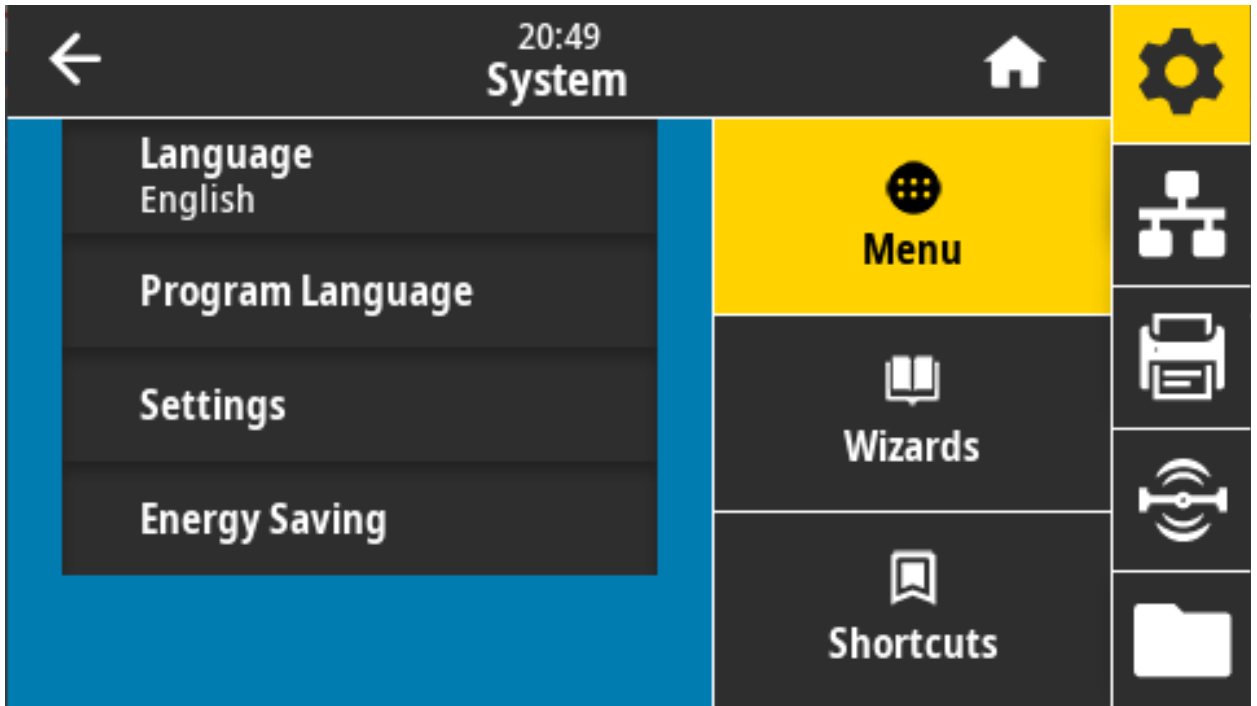 20:49
System
Language
English
Program Language
Settings
Energy Saving
Menu
Wizards
Shortcuts